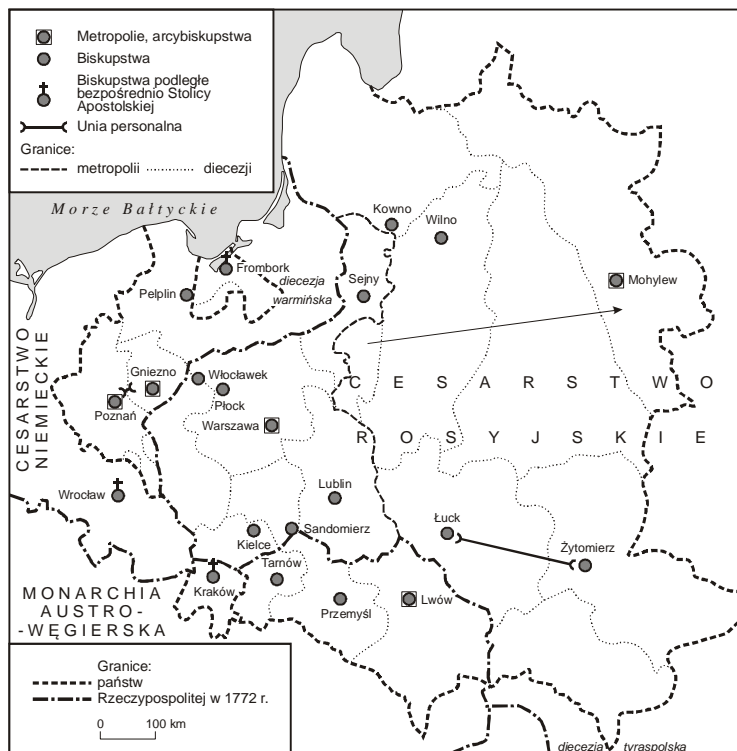 Metropolie, arcybiskupstwa
Biskupstwa
Biskupstwa podległe
bezpośrednio Stolicy
Apostolskiej
Unia personalna
Granice:
metropolii
diecezji
Morze Bałtyckie
Kowno
Wilno
Frombork
diecezja
warmińska
Sejny
Mohylew
Pelplin
CESARSTWO
NIEMIECKIE
Gniezno
Włocławek
Poznań
Płock
Warszawa
CESARSTWO
ROSYJSKIE
Wrocław
Lublin
Łuck
Sandomierz
Kielce
Żytomierz
Tarnów
Kraków
Przemyśl
Lwów
MONARCHIA
AUSTRO-
-WĘGIERSKA
Granice:
państw
Rzeczypospolitej w 1772 r.
0 100 km
diecezja tyraspolska